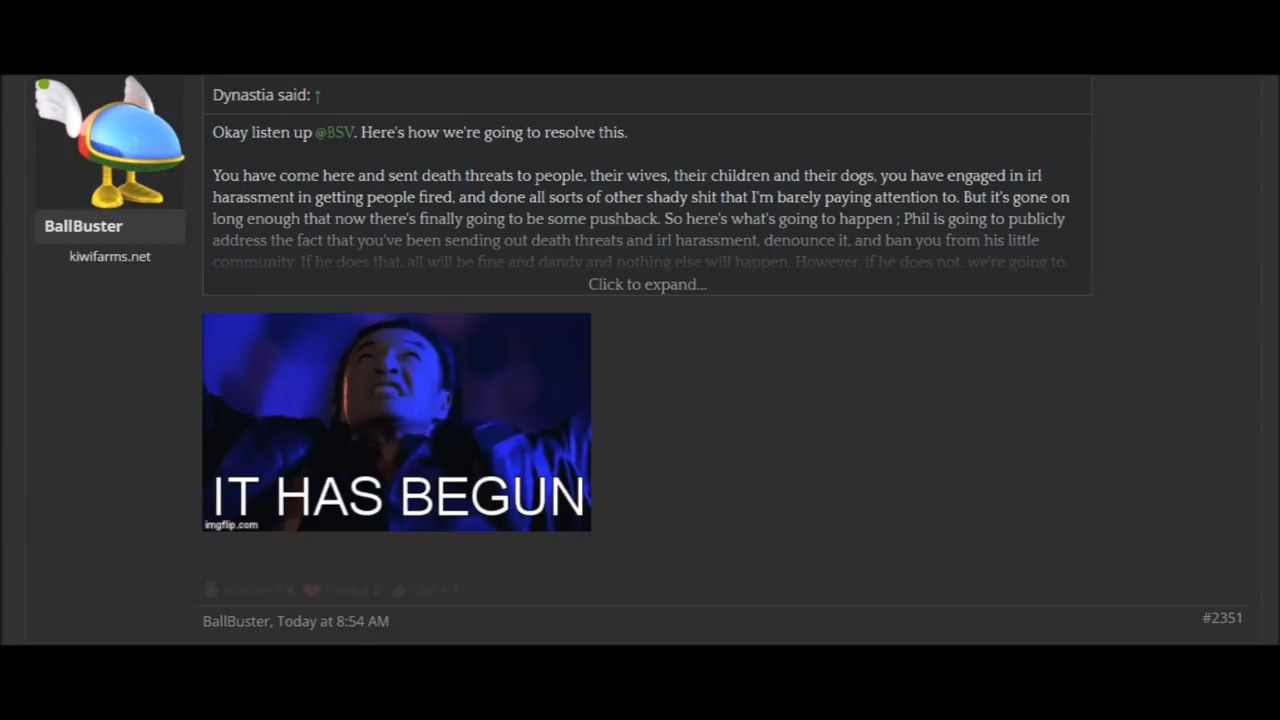 Dynastia said: ↑
Okay listen up @BSV. Here's how we're going to resolve this.
You have come here and sent death threats to people, their wives, their children and their dogs, you have engaged in irl
harassment in getting people fired, and done all sorts of other shady shit that I'm barely paying attention to. But it's gone on
long enough that now there's finally going to be some pushback. So here's what's going to happen ; Phil is going to publicly
address the fact that you've been sending out death threats and irl harassment, denounce it, and ban you from his little
community. If he does that, all will be fine and dandy and nothing else will happen. However, if he does not, we're going to
Click to expand...
BallBuster
kiwifarms.net
IT HAS BEGUN
imgflip.com
BallBuster, Today at 8:54 AM
#2351